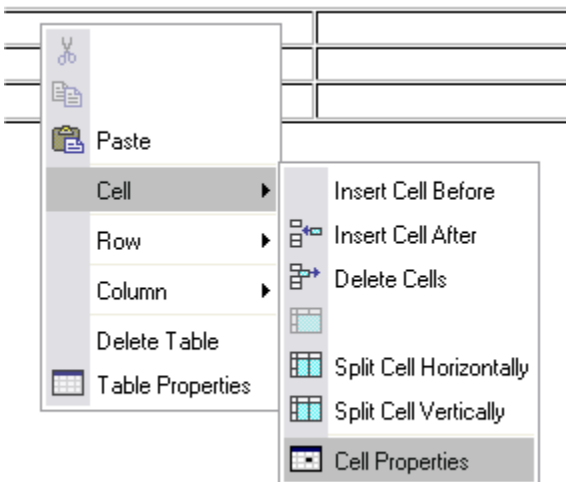 Paste
Cell
Row
Column
Delete Table
Table Properties
Insert Cell Before
Insert Cell After
Delete Cells
Split Cell Horizontally
Split Cell Vertically
Cell Properties